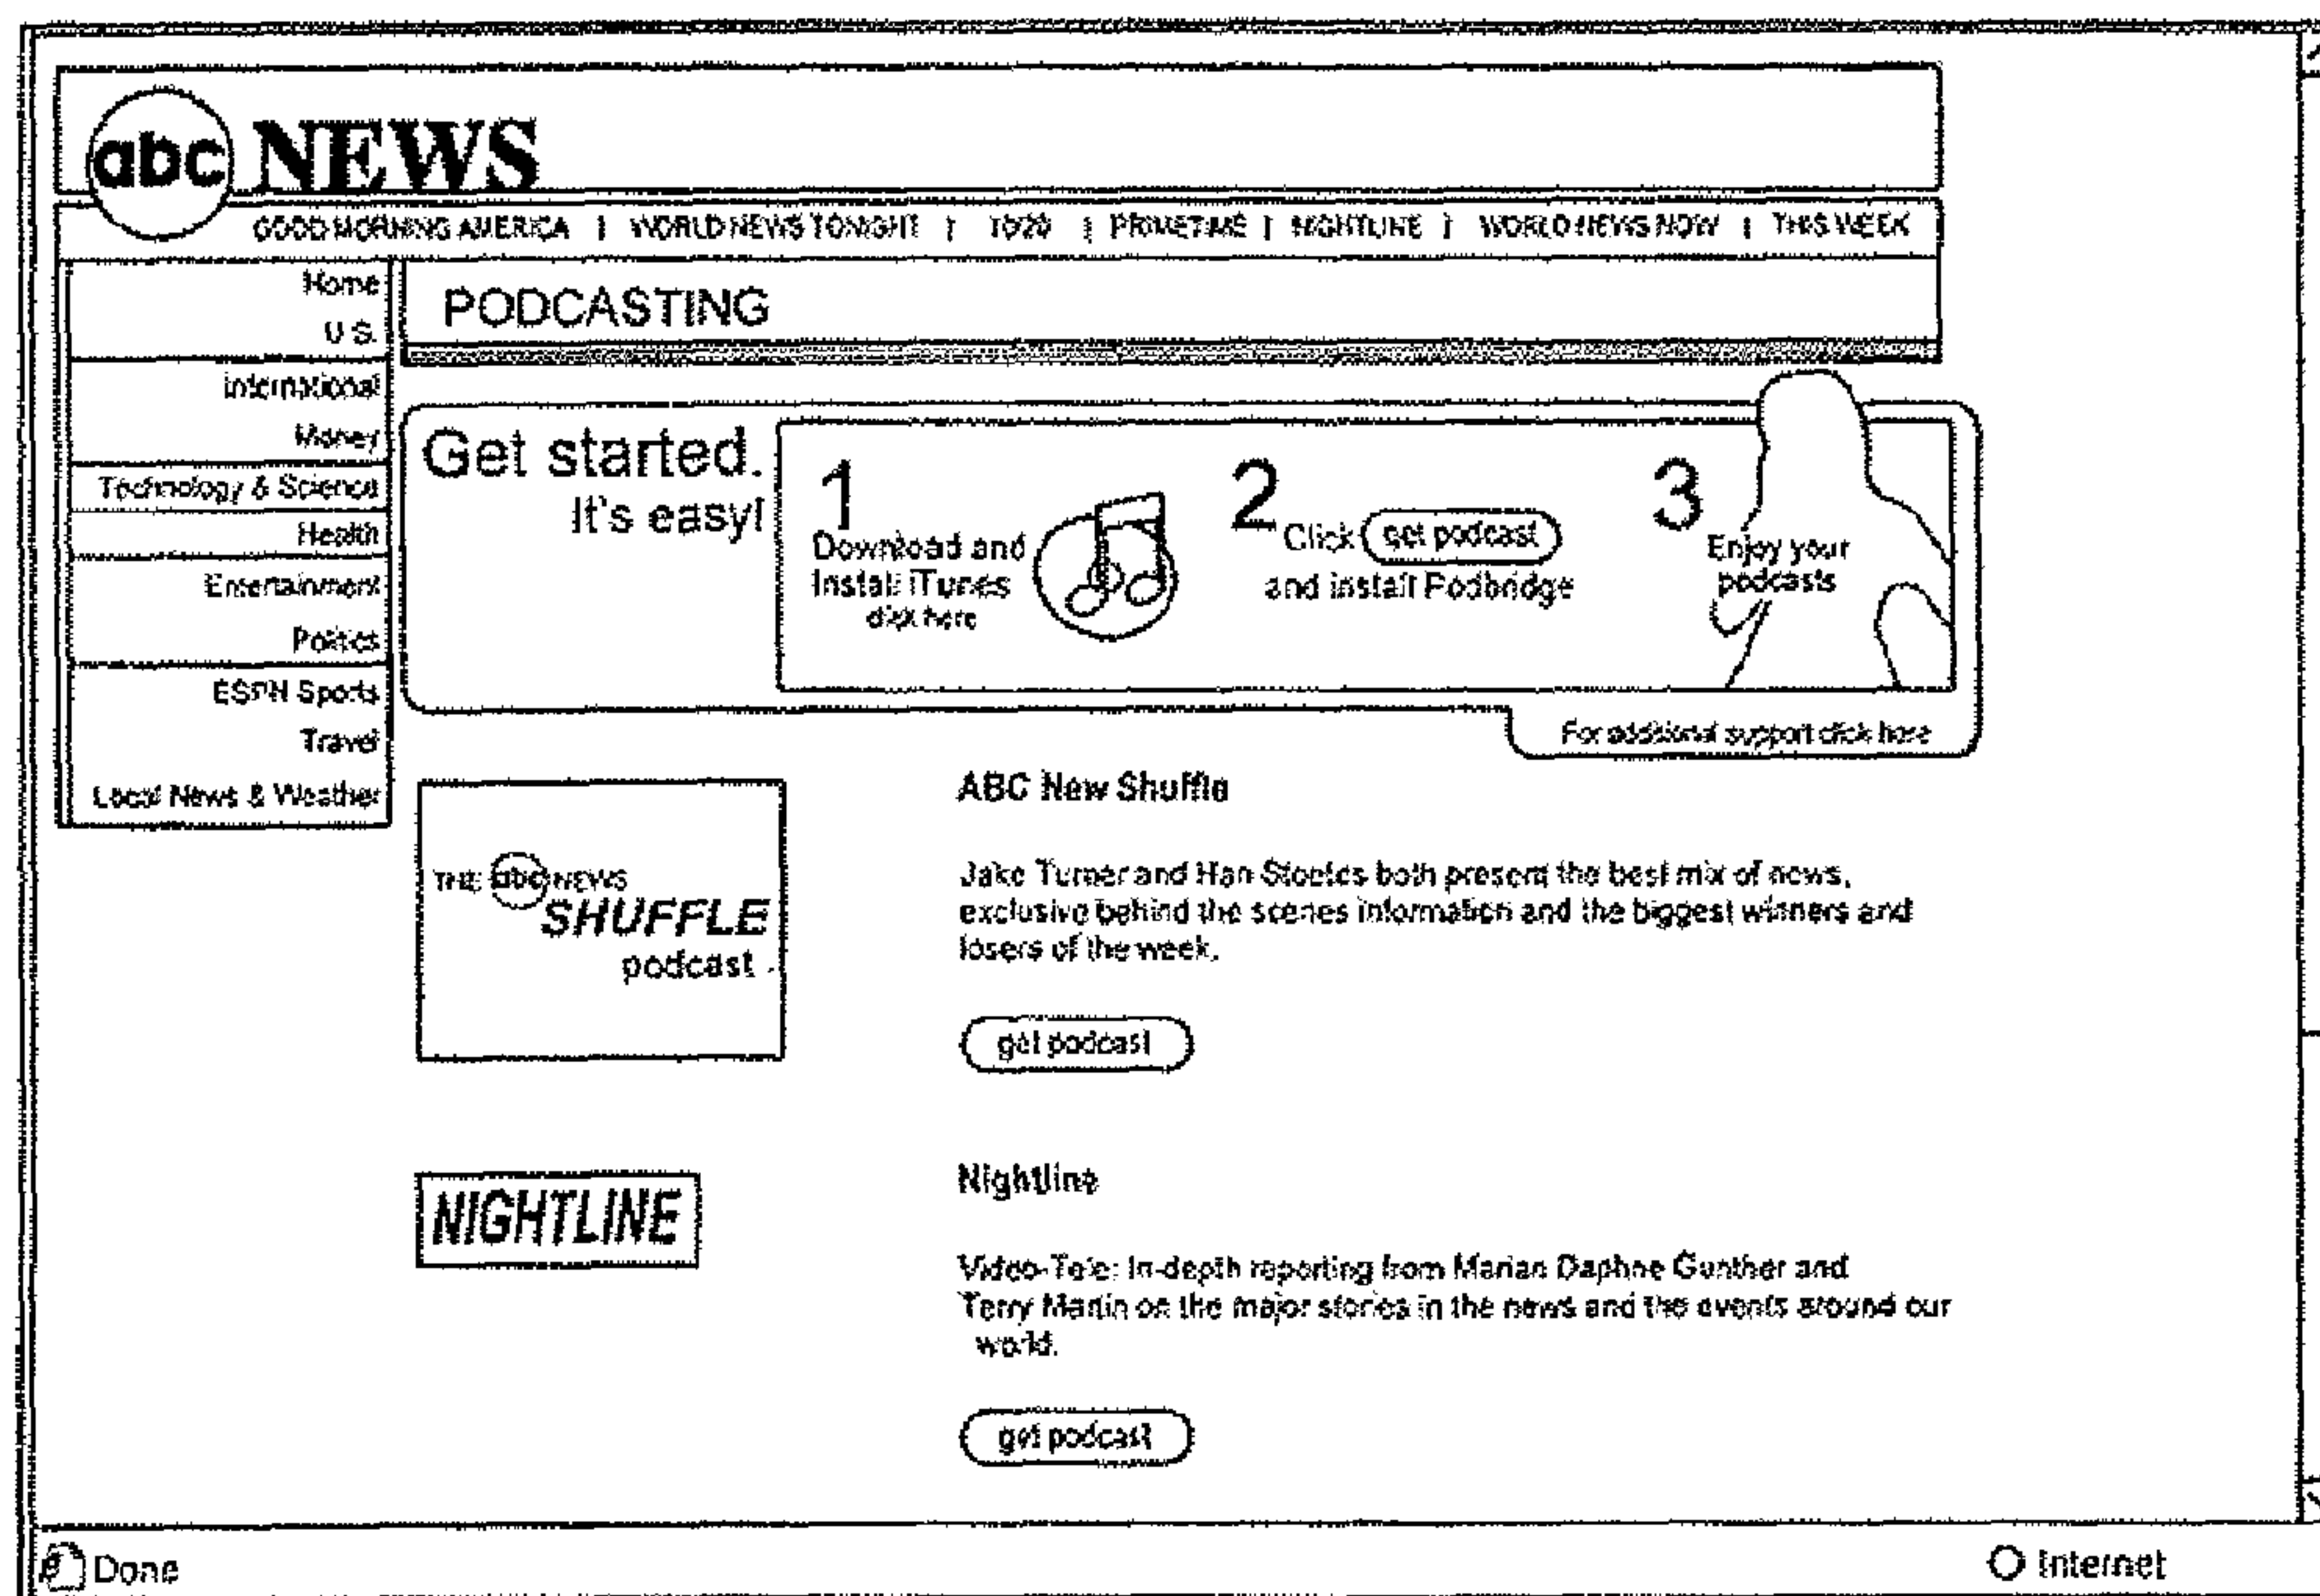 abc NEWS
GOOD MORNING AMERICA | WORLD NEWS TONIGHT | 10/20 | PRIMETIME | NIGHTLINE | WORLD NEWS NOW | THIS WEEK
Home
U.S.
International
Money
Technology & Science
Health
Entertainment
Politics
ESPN Sports
Travel
Local News & Weather
PODCASTING
Get started.
It's easy!
1
Download and
Install iTunes
click here
2
Click get podcast
and install Podbridge
3
Enjoy your
podcasts
For additional support click here
THE abc NEWS
SHUFFLE
podcast
ABC New Shuffle
Jake Turner and Han Steeles both present the best mix of news,
exclusive behind the scenes information and the biggest winners and
losers of the week.
get podcast
NIGHTLINE
Nightline
In-depth reporting from Marian Daphne Gunther and
Terry Martin on the major stories in the news and the events around our
world.
get podcast
Done
Internet